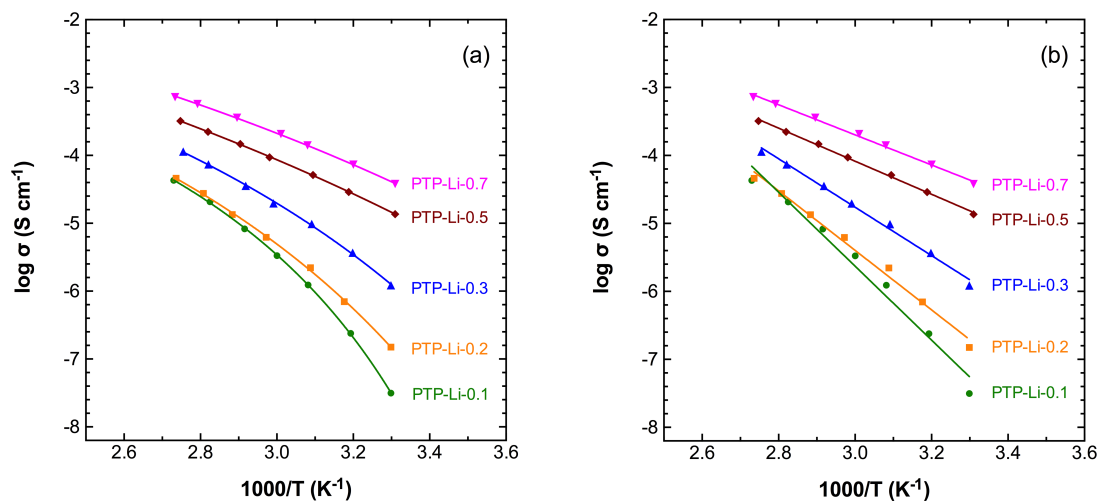 -2
(a)
-3
-4
-5
-6
-7
-8
log σ (S cm⁻¹)
PTP-Li-0.7
PTP-Li-0.5
PTP-Li-0.3
PTP-Li-0.2
PTP-Li-0.1
2.6 2.8 3.0 3.2 3.4 3.6
1000/T (K⁻¹)
-2
(b)
-3
-4
-5
-6
-7
-8
log σ (S cm⁻¹)
PTP-Li-0.7
PTP-Li-0.5
PTP-Li-0.3
PTP-Li-0.2
PTP-Li-0.1
2.6 2.8 3.0 3.2 3.4 3.6
1000/T (K⁻¹)